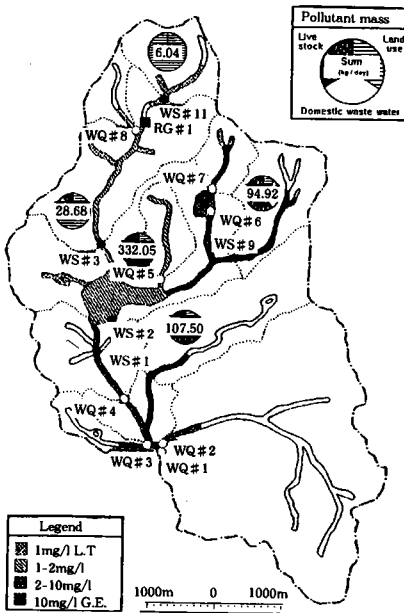 Pollutant mass
Live stock
Land use
Sum
(kg/day)
Domestic waste water
6.04
WS#11
RG#1
WQ#8
WQ#7
94.92
WQ#6
28.68
332.05
WS#9
WS#3
WQ#5
107.50
WS#2
WS#1
WQ#4
WQ#2
WQ#3
WQ#1
Legend
1mg/l L.T
1-2mg/l
2-10mg/l
10mg/l G.E.
1000m 0 1000m